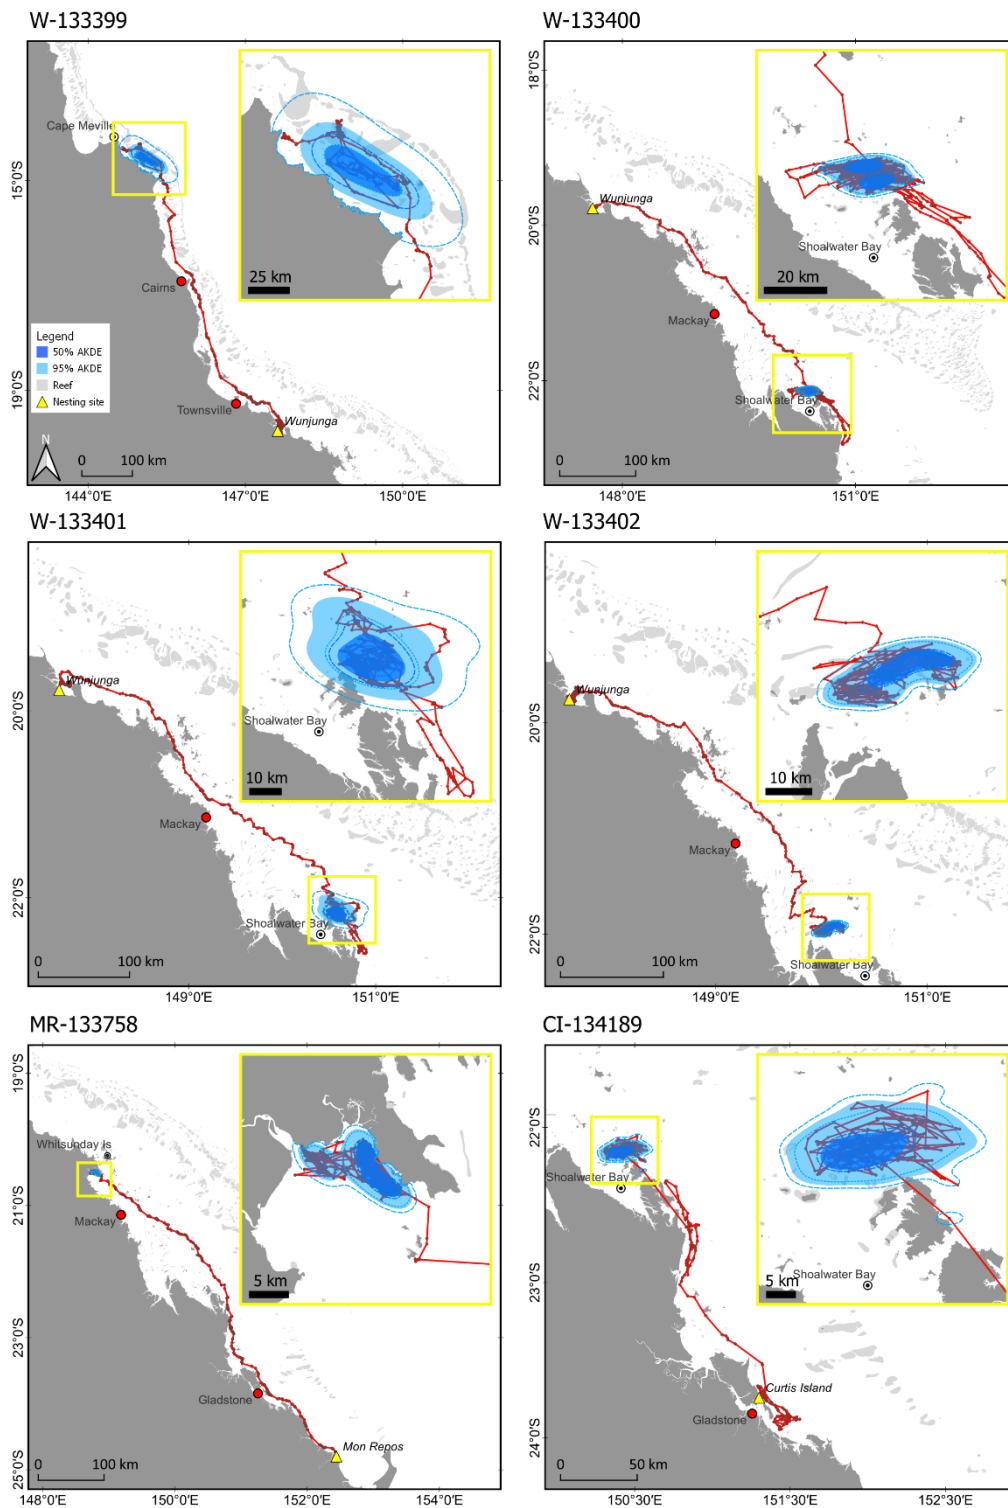 W-133399
Cape Meville
15°0'S
Cairns
25 km
Legend
50% AKDE
95% AKDE
Reef
Nesting site
19°0'S
Townsville
Wunjunga
N
0 100 km
144°0'E 147°0'E 150°0'E
W-133400
18°0'S
Wunjunga
20°0'S
Shoalwater Bay
20 km
Mackay
22°0'S
Shoalwater Bay
0 100 km
148°0'E 151°0'E
W-133401
Wunjunga
20°0'S
Shoalwater Bay
10 km
Mackay
22°0'S
Shoalwater Bay
0 100 km
149°0'E 151°0'E
W-133402
Wunjunga
20°0'S
10 km
Mackay
22°0'S
Shoalwater Bay
0 100 km
149°0'E 151°0'E
MR-133758
19°0'S
Whitsunday Is
21°0'S
Mackay
5 km
23°0'S
Gladstone
Mon Repos
25°0'S
0 100 km
148°0'E 150°0'E 152°0'E 154°0'E
CI-134189
22°0'S
Shoalwater Bay
Shoalwater Bay
5 km
23°0'S
Curtis Island
Gladstone
24°0'S
0 50 km
150°30'E 151°30'E 152°30'E